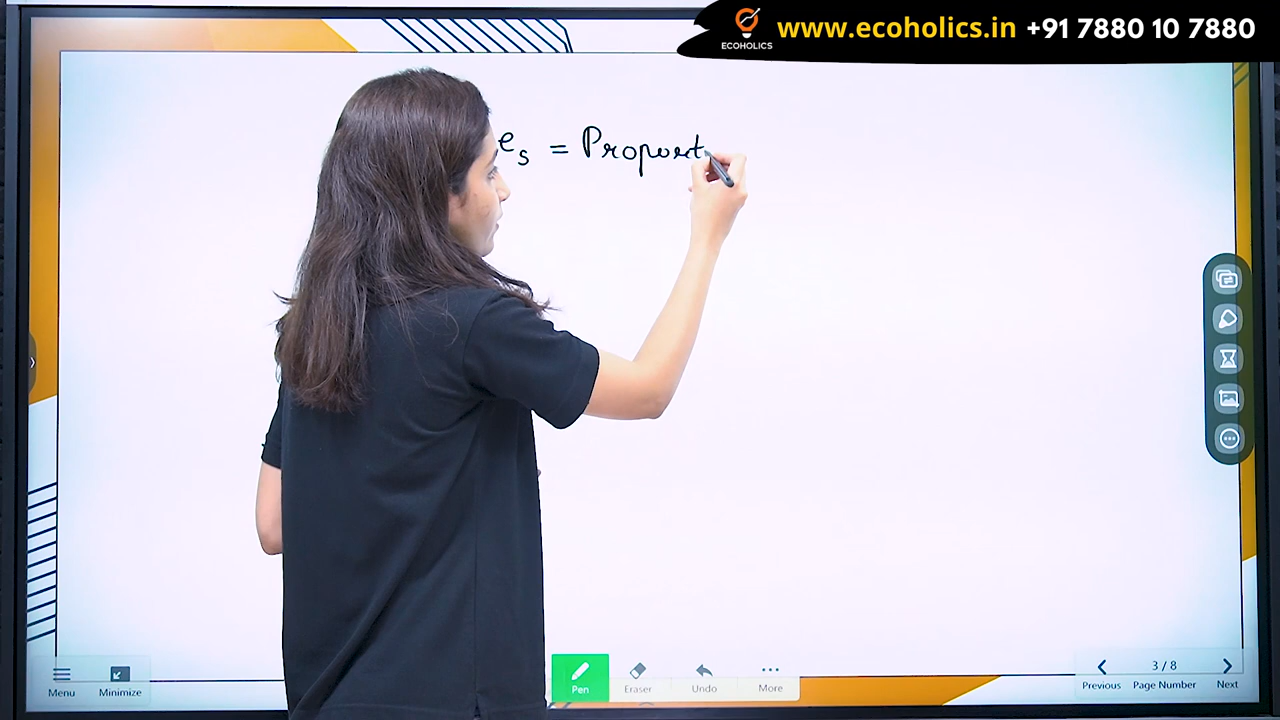 ECOHOLICS
www.ecoholics.in +91 7880 10 7880
es = Proport
Menu
Minimize
Pen
Eraser
Undo
More
3 / 8
Previous
Page Number
Next